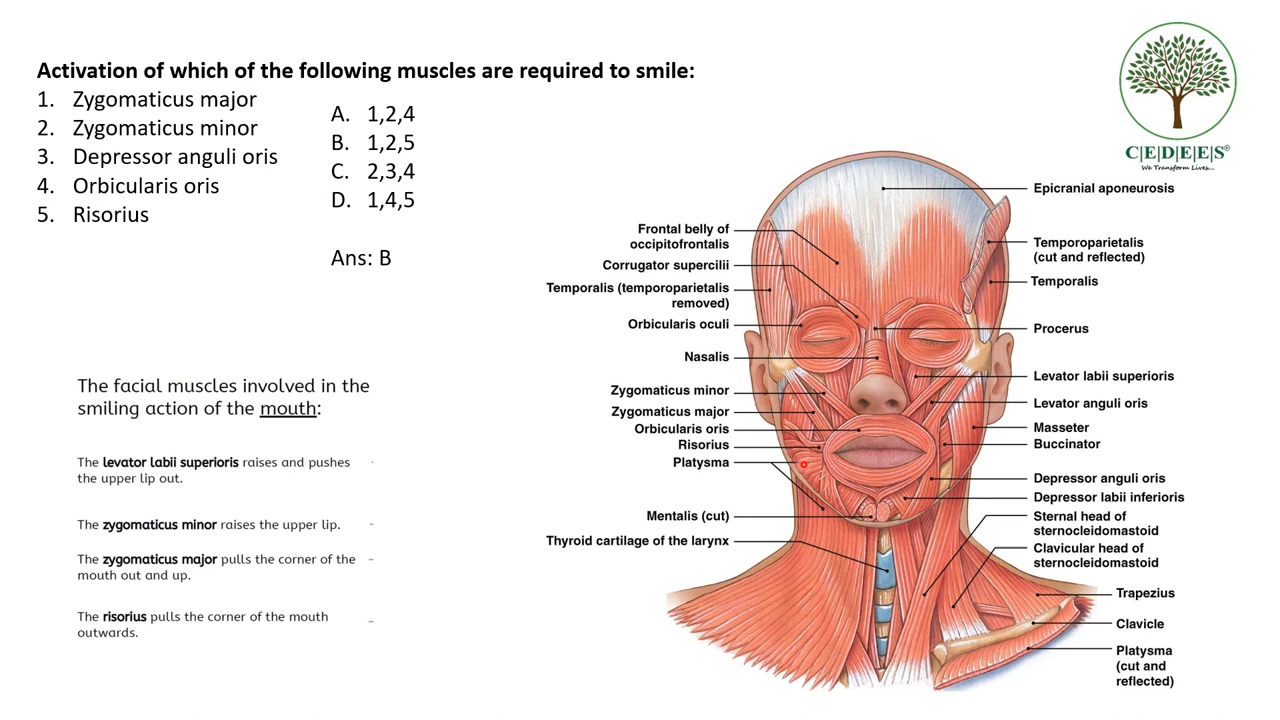 Activation of which of the following muscles are required to smile:
1. Zygomaticus major
2. Zygomaticus minor
3. Depressor anguli oris
4. Orbicularis oris
5. Risorius
A. 1,2,4
B. 1,2,5
C. 2,3,4
D. 1,4,5
Ans: B
C|E|D|E|E|S®
We Transform Lives...
The facial muscles involved in the
smiling action of the mouth:
The levator labii superioris raises and pushes
the upper lip out.
The zygomaticus minor raises the upper lip.
The zygomaticus major pulls the corner of the
mouth out and up.
The risorius pulls the corner of the mouth
outwards.
Frontal belly of
occipitofrontalis
Corrugator supercilii
Temporalis (temporoparietalis
removed)
Orbicularis oculi
Nasalis
Zygomaticus minor
Zygomaticus major
Orbicularis oris
Risorius
Platysma
Mentalis (cut)
Thyroid cartilage of the larynx
Epicranial aponeurosis
Temporoparietalis
(cut and reflected)
Temporalis
Procerus
Levator labii superioris
Levator anguli oris
Masseter
Buccinator
Depressor anguli oris
Depressor labii inferioris
Sternal head of
sternocleidomastoid
Clavicular head of
sternocleidomastoid
Trapezius
Clavicle
Platysma
(cut and
reflected)